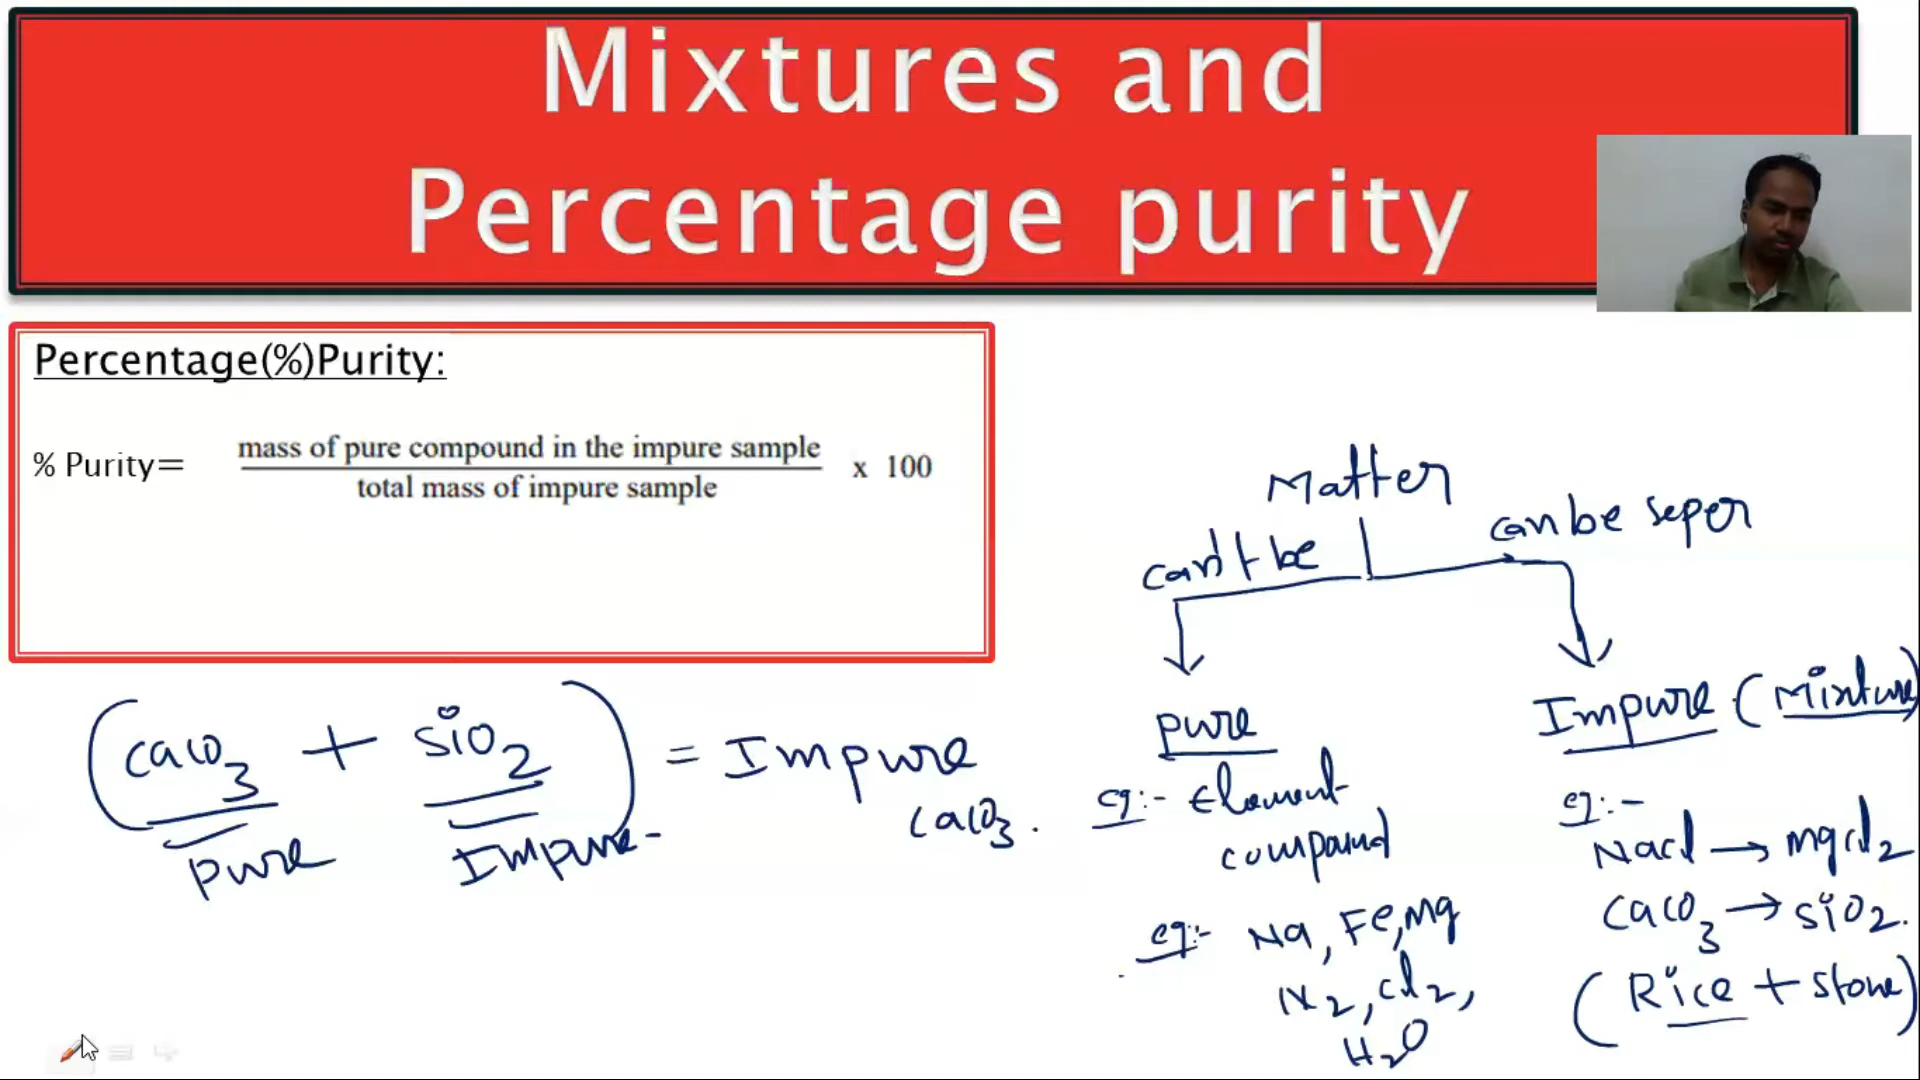 Mixtures and
Percentage purity
Percentage(%)Purity:
% Purity= mass of pure compound in the impure sample x 100
total mass of impure sample
Matter
can't be
can be seper
pure
Impure (Mixture)
(CaCO3 + SiO2) = Impure
CaCO3.
pure
Impure-
eg:- Element
compound
eg:- Na, Fe, Mg
N2, Cl2,
H2O
eg:-
NaCl → MgCl2
CaCO3 → SiO2.
(Rice + Stone)